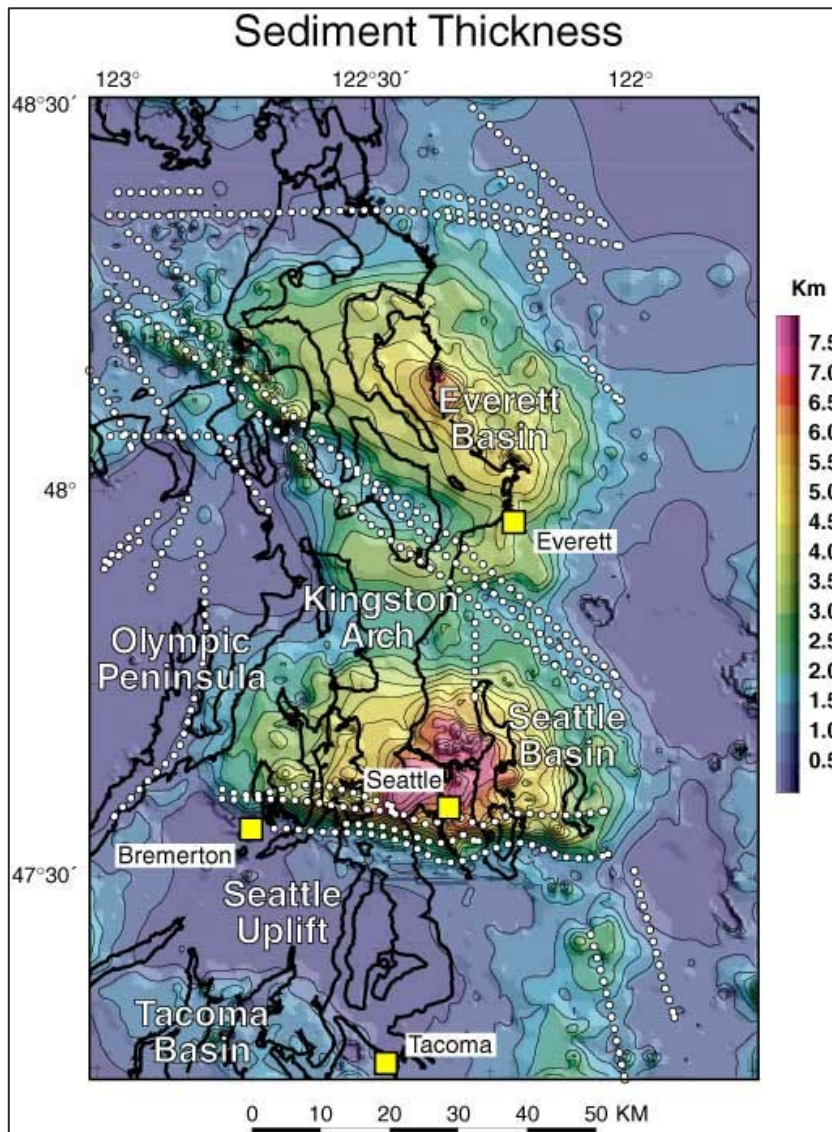 Sediment Thickness
123° 122°30´ 122°
48°30´
Km
7.5
7.0
6.5
6.0
5.5
5.0
4.5
4.0
3.5
3.0
2.5
2.0
1.5
1.0
0.5
Everett
Basin
48°
Everett
Kingston
Arch
Olympic
Peninsula
Seattle
Basin
Seattle
Bremerton
47°30´
Seattle
Uplift
Tacoma
Basin
Tacoma
0 10 20 30 40 50 KM